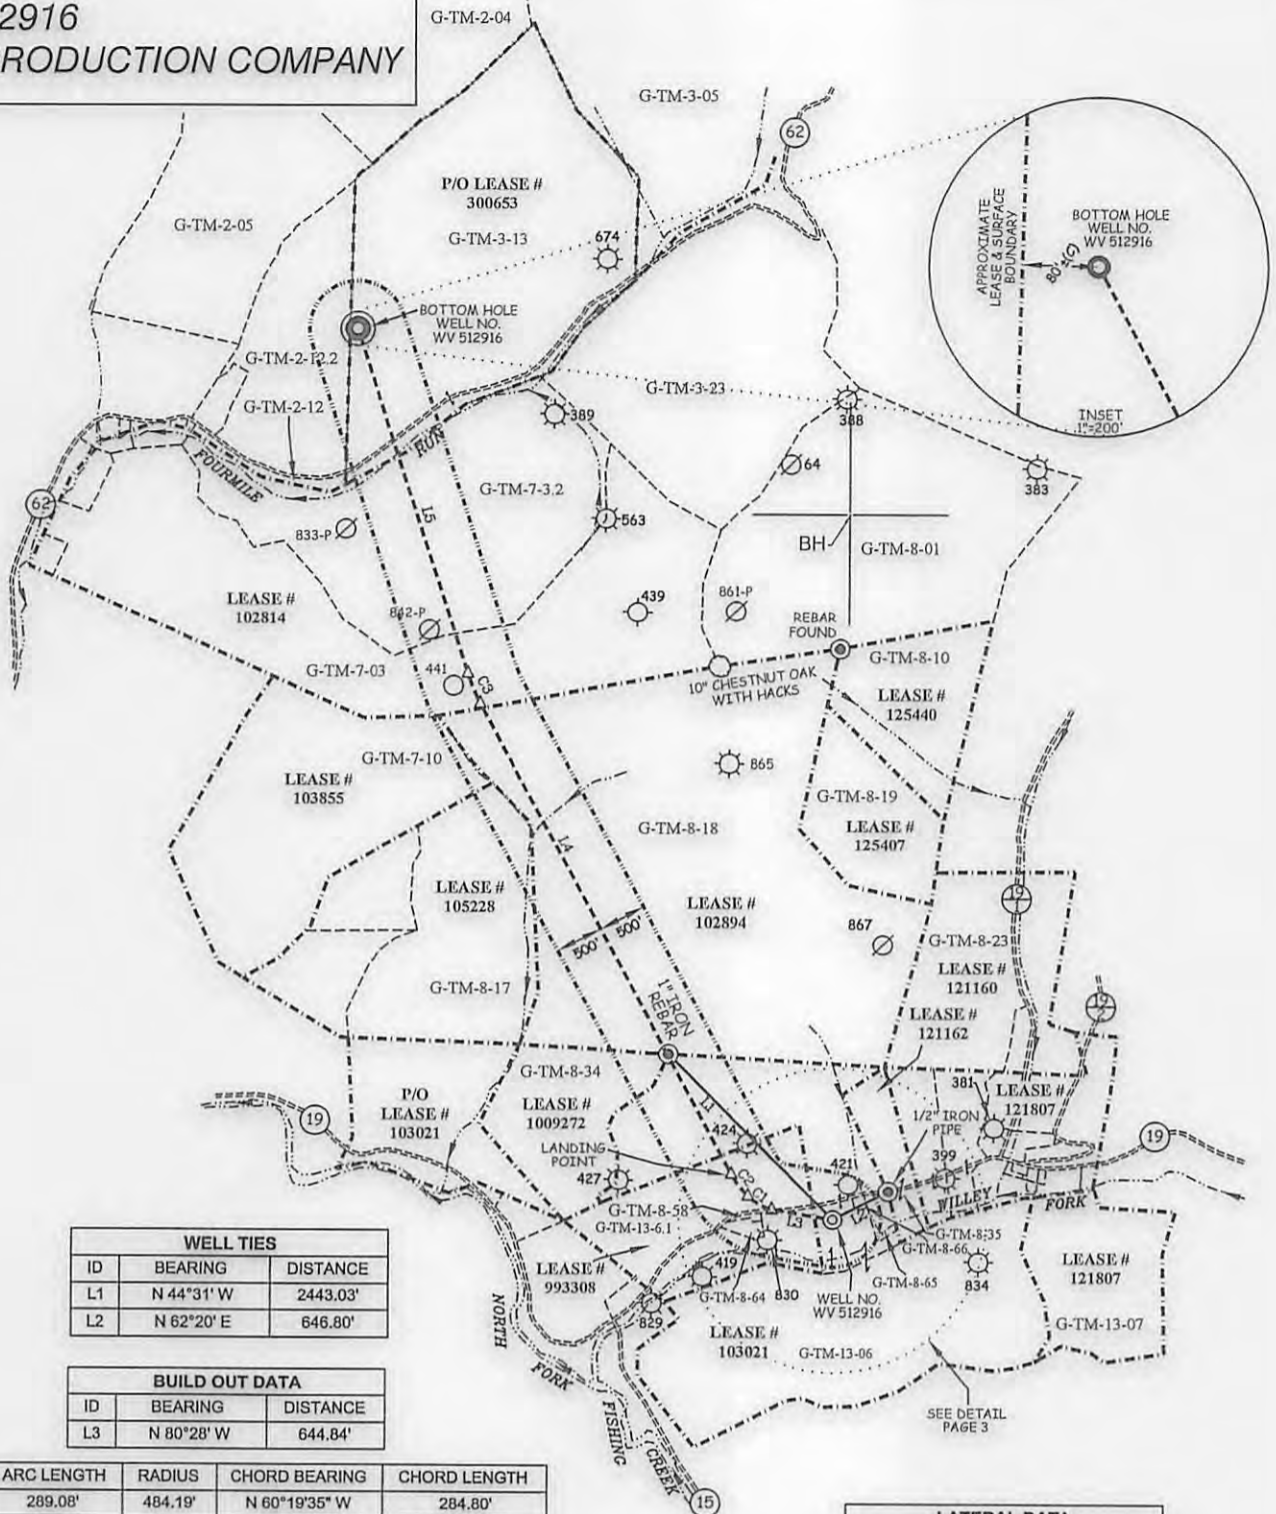 2916
RODUCTION COMPANY
G-TM-2-04
G-TM-3-05
62
P/O LEASE #
300653
G-TM-2-05
G-TM-3-13
674
APPROXIMATE
LEASE & SURFACE
BOUNDARY
BOTTOM HOLE
WELL NO.
WV 512916
80'±(C)
INSET
1"=200'
BOTTOM HOLE
WELL NO.
WV 512916
G-TM-2-12.2
G-TM-2-12
G-TM-3-23
389
388
64
383
FOURMILE
RUN
62
G-TM-7-3.2
L5
563
833-P
BH
G-TM-8-01
LEASE #
102814
842-P
439
861-P
REBAR
FOUND
G-TM-7-03
441
C3
10" CHESTNUT OAK
WITH HACKS
G-TM-8-10
LEASE #
125440
G-TM-7-10
LEASE #
103855
865
G-TM-8-19
LEASE #
125407
L4
G-TM-8-18
LEASE #
105228
LEASE #
102894
500'
500'
867
19
1
G-TM-8-23
LEASE #
121160
G-TM-8-17
1" IRON
REBAR
LEASE #
121162
19
2
G-TM-8-34
P/O
LEASE #
103021
LEASE #
1009272
L1
381
LEASE #
121807
19
LANDING
POINT
424
1/2" IRON
PIPE
19
427
C2
C1
421
399
WILLEY
FORK
G-TM-8-58
G-TM-13-6.1
L3
L2
G-TM-8-35
G-TM-8-66
G-TM-8-65
LEASE #
993308
419
G-TM-8-64
830
WELL NO.
WV 512916
834
LEASE #
121807
829
LEASE #
103021
G-TM-13-06
G-TM-13-07
NORTH
FORK
FISHING
CREEK
SEE DETAIL
PAGE 3
15
WELL TIES
ID BEARING DISTANCE
L1 N 44°31' W 2443.03'
L2 N 62°20' E 646.80'
BUILD OUT DATA
ID BEARING DISTANCE
L3 N 80°28' W 644.84'
ARC LENGTH RADIUS CHORD BEARING CHORD LENGTH
289.08' 484.19' N 60°19'35" W 284.80'
LATERAL DATA